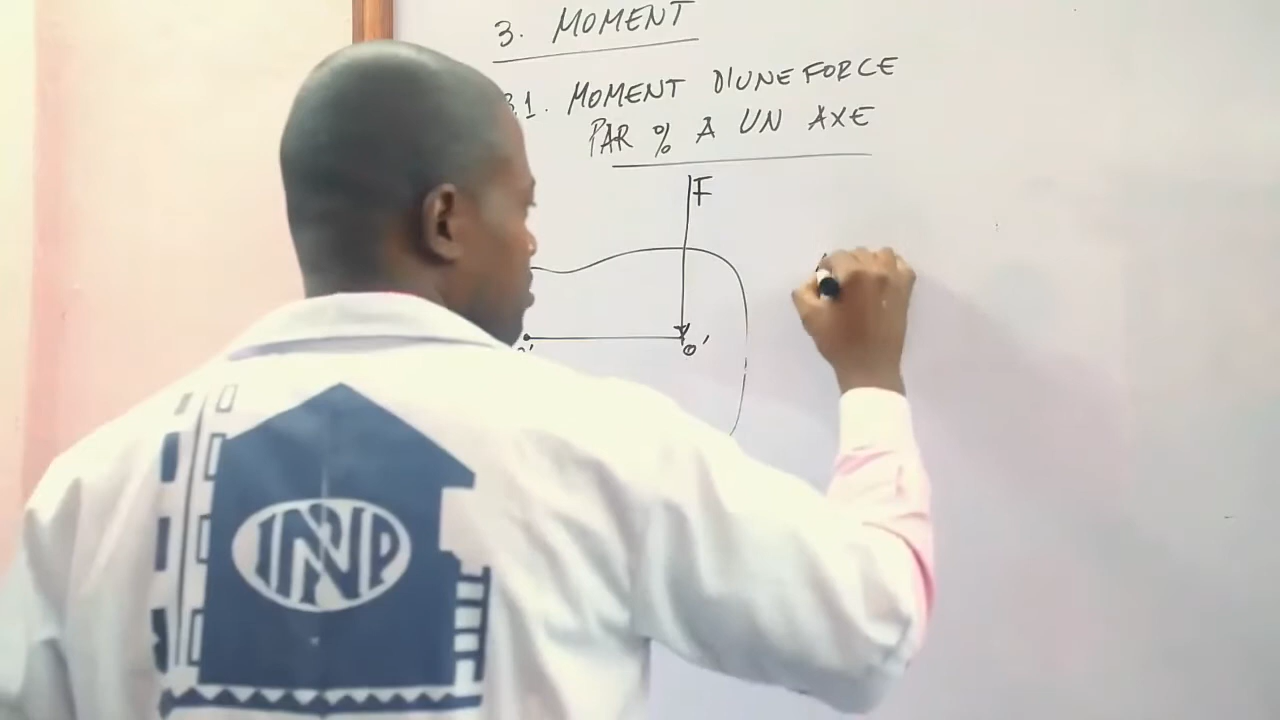 3. MOMENT
3.1. MOMENT D'UNE FORCE
PAR % A UN AXE
F
O'
INP